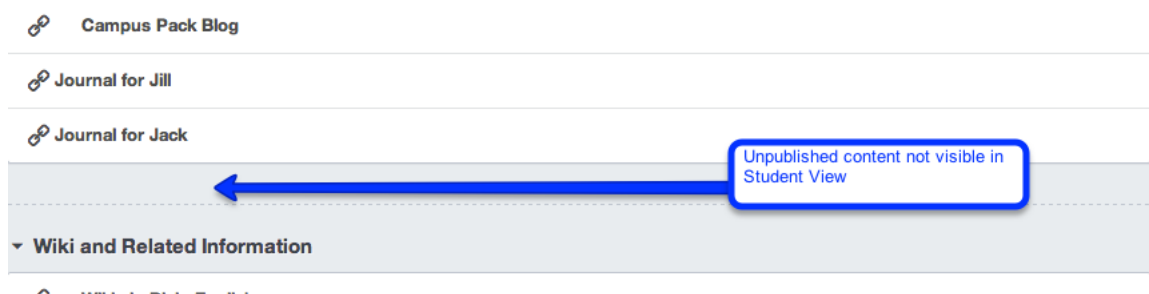 Campus Pack Blog
Journal for Jill
Journal for Jack
Unpublished content not visible in
Student View
Wiki and Related Information